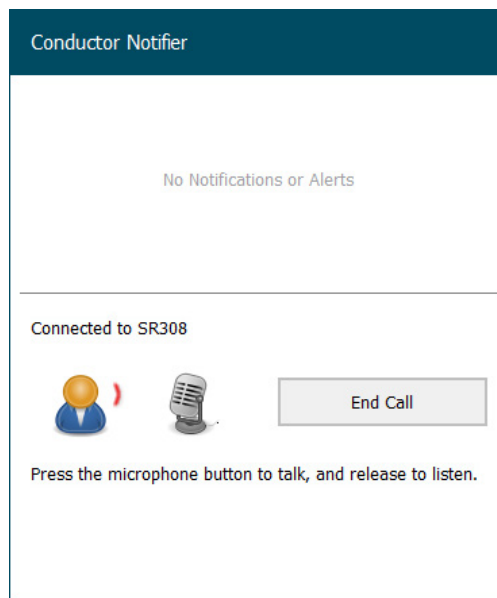 Conductor Notifier
No Notifications or Alerts
Connected to SR308
End Call
Press the microphone button to talk, and release to listen.